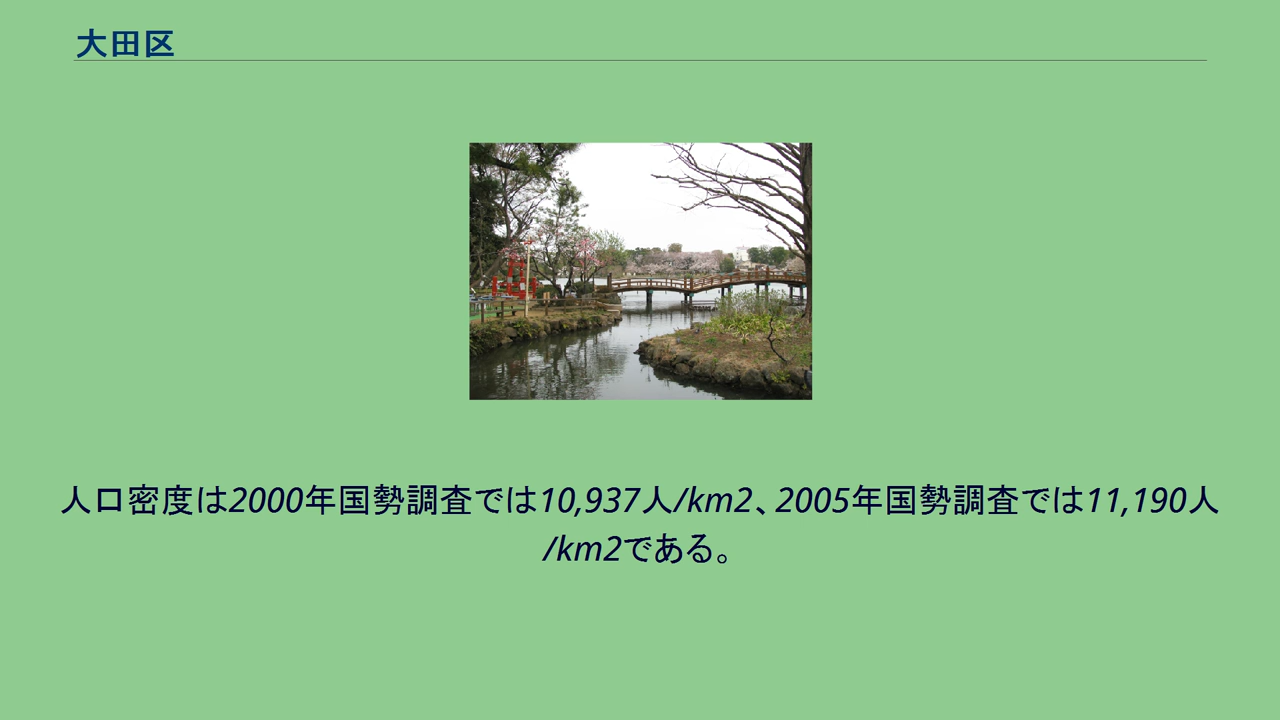 大田区
人口密度は2000年国勢調査では10,937人/km2、2005年国勢調査では11,190人
/km2である。